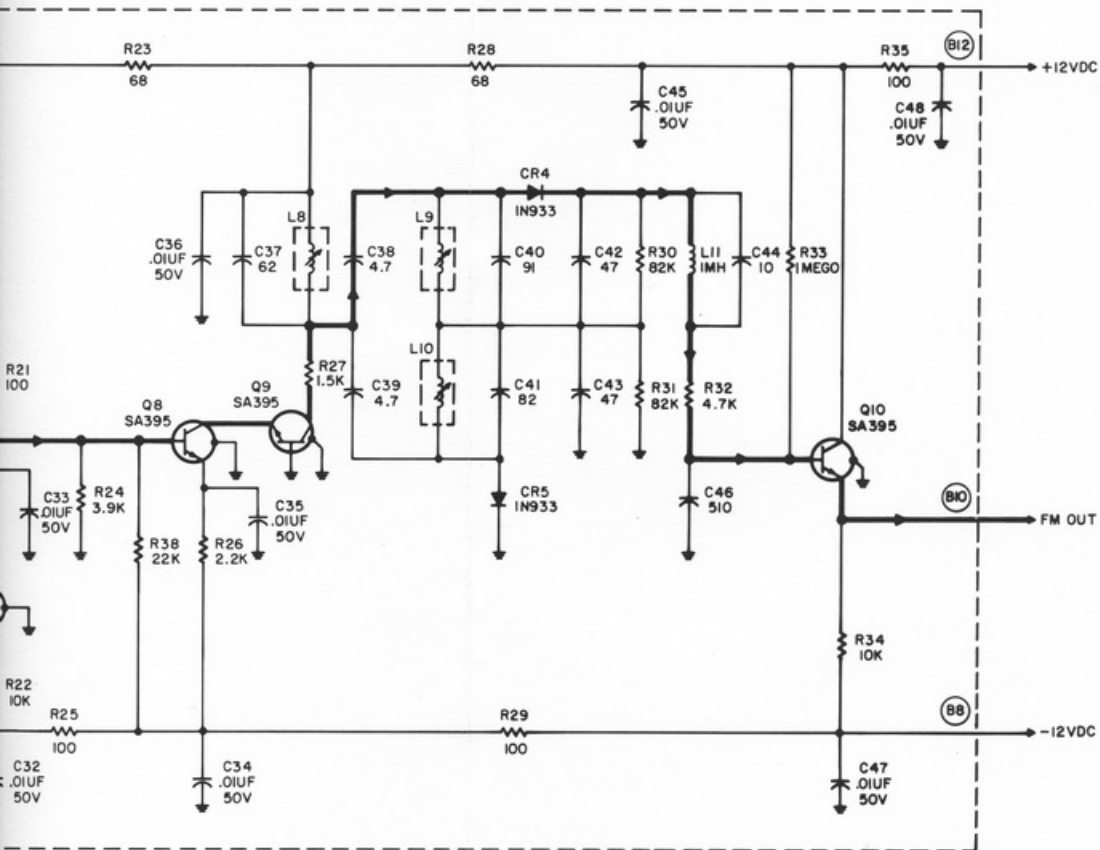 R23
68
R28
68
R35
100
B12
+12VDC
C45
.01UF
50V
C48
.01UF
50V
CR4
1N933
L8
L9
C36
.01UF
50V
C37
62
C38
4.7
C40
91
C42
47
R30
82K
L11
1MH
C44
10
R33
1MEGO
L10
R21
100
R27
1.5K
C39
4.7
C41
82
C43
47
R31
82K
R32
4.7K
Q8
SA395
Q9
SA395
Q10
SA395
C33
.01UF
50V
R24
3.9K
C35
.01UF
50V
CR5
1N933
C46
510
B10
FM OUT
R38
22K
R26
2.2K
R34
10K
R22
10K
R25
100
R29
100
B8
-12VDC
C32
.01UF
50V
C34
.01UF
50V
C47
.01UF
50V